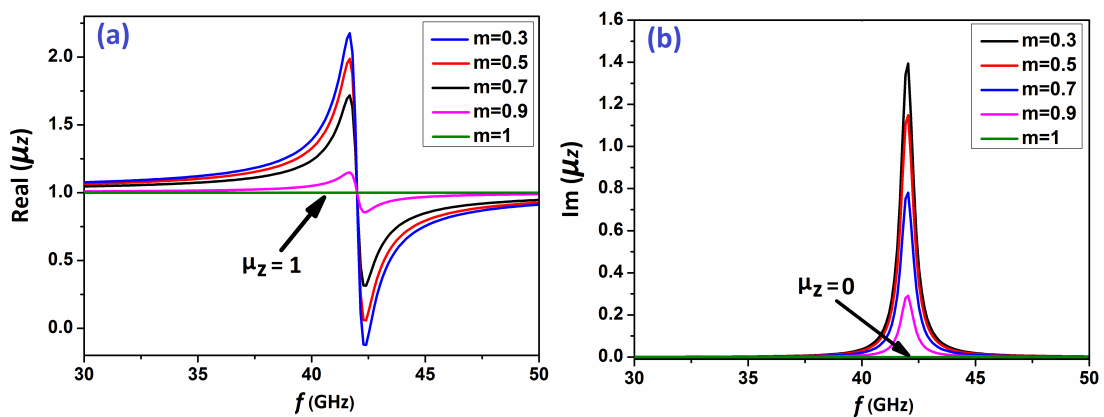 (a)
Real (μz)
2.0
1.5
1.0
0.5
0.0
30
35
40
45
50
f (GHz)
m=0.3
m=0.5
m=0.7
m=0.9
m=1
μz = 1
(b)
Im (μz)
1.6
1.4
1.2
1.0
0.8
0.6
0.4
0.2
0.0
30
35
40
45
50
f (GHz)
m=0.3
m=0.5
m=0.7
m=0.9
m=1
μz = 0